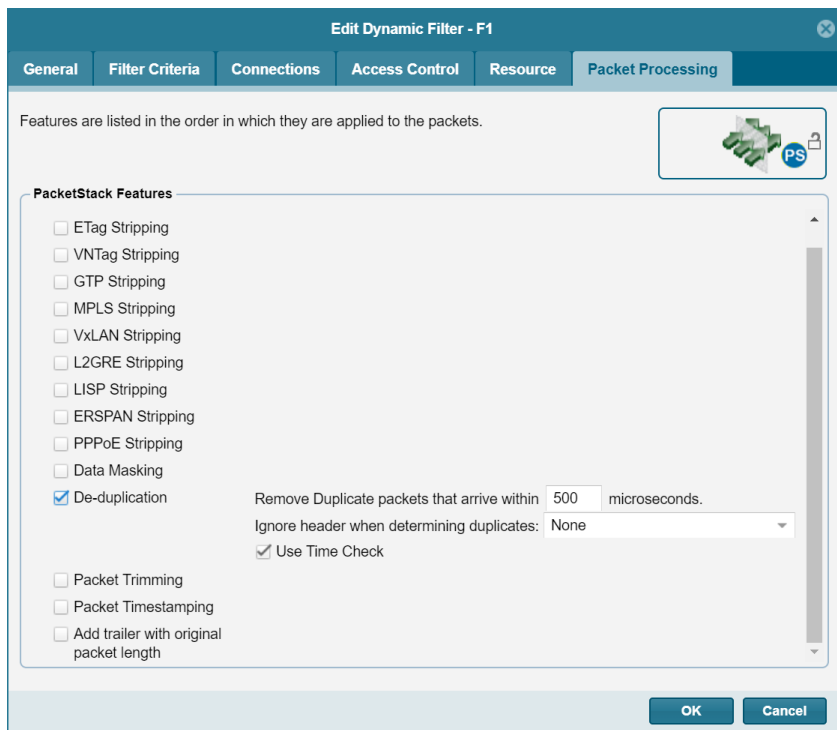 Edit Dynamic Filter - F1
General
Filter Criteria
Connections
Access Control
Resource
Packet Processing
Features are listed in the order in which they are applied to the packets.
PS
PacketStack Features
ETag Stripping
VNTag Stripping
GTP Stripping
MPLS Stripping
VxLAN Stripping
L2GRE Stripping
LISP Stripping
ERSPAN Stripping
PPPoE Stripping
Data Masking
De-duplication
Remove Duplicate packets that arrive within 500 microseconds.
Ignore header when determining duplicates: None
Use Time Check
Packet Trimming
Packet Timestamping
Add trailer with original
packet length
OK
Cancel